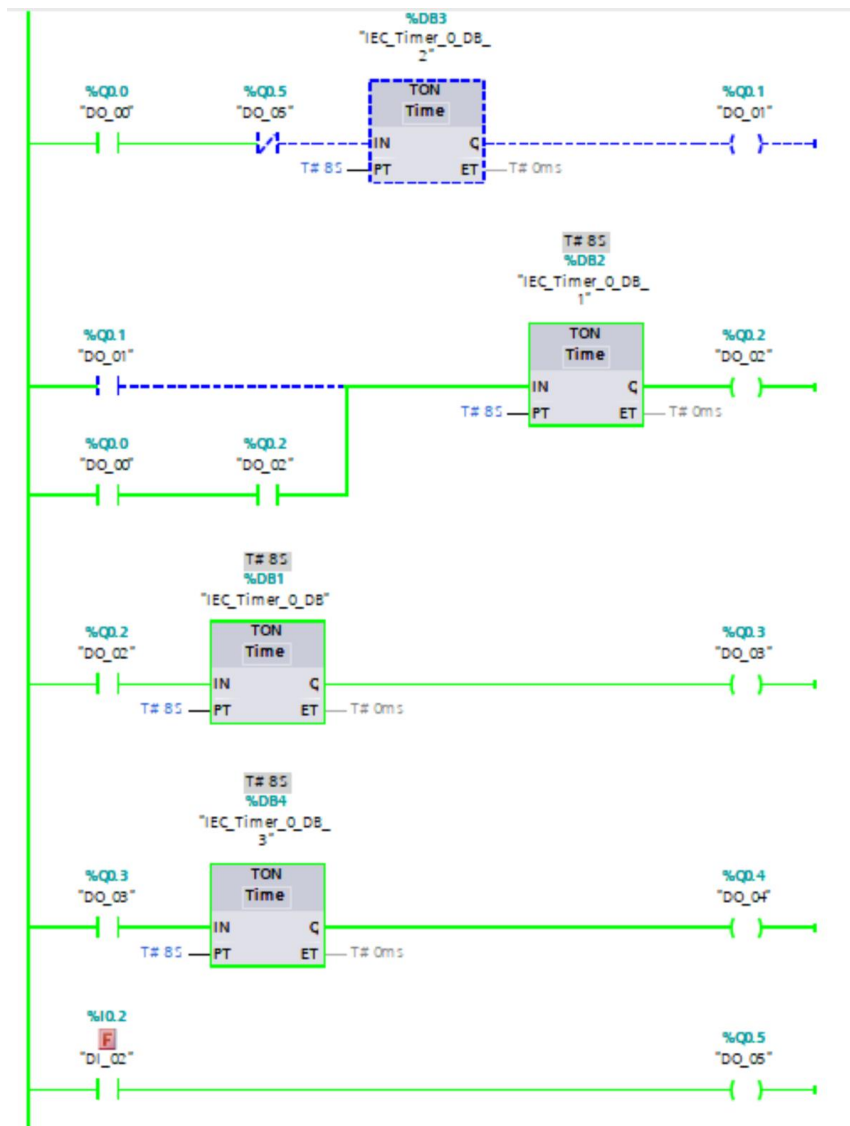 %DB3
"IEC_Timer_0_DB_
2"
%Q0.0
"DO_00"
%Q0.5
"DO_05"
TON
Time
%Q0.1
"DO_01"
IN
Q
T# 8S
PT
ET
T# 0ms
T# 8S
%DB2
"IEC_Timer_0_DB_
1"
%Q0.1
"DO_01"
TON
Time
%Q0.2
"DO_02"
IN
Q
T# 8S
PT
ET
T# 0ms
%Q0.0
"DO_00"
%Q0.2
"DO_02"
T# 8S
%DB1
"IEC_Timer_0_DB"
%Q0.2
"DO_02"
TON
Time
%Q0.3
"DO_03"
IN
Q
T# 8S
PT
ET
T# 0ms
T# 8S
%DB4
"IEC_Timer_0_DB_
3"
%Q0.3
"DO_03"
TON
Time
%Q0.4
"DO_04"
IN
Q
T# 8S
PT
ET
T# 0ms
%I0.2
F
"DI_02"
%Q0.5
"DO_05"